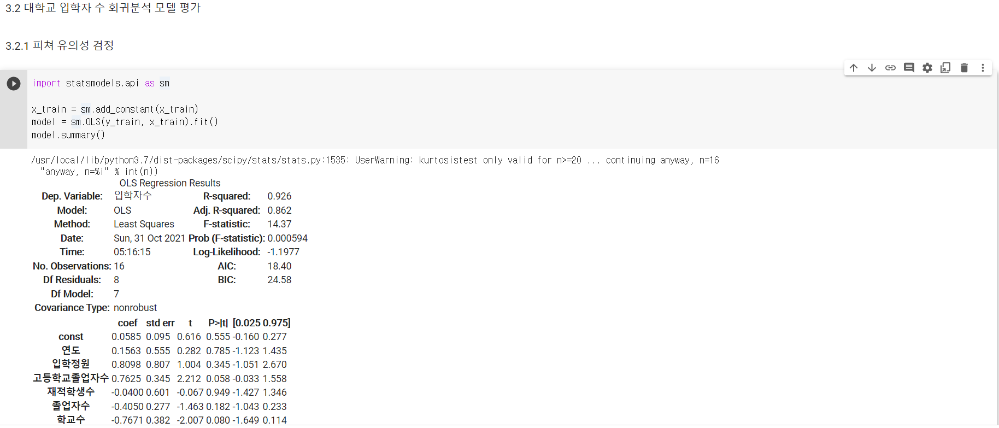 3.2 대학교 입학자 수 회귀분석 모델 평가
3.2.1 피쳐 유의성 검정
import statsmodels.api as sm
x_train = sm.add_constant(x_train)
model = sm.OLS(y_train, x_train).fit()
model.summary()
/usr/local/lib/python3.7/dist-packages/scipy/stats/stats.py:1535: UserWarning: kurtosistest only valid for n>=20 ... continuing anyway, n=16
"anyway, n=%i" % int(n))
OLS Regression Results
Dep. Variable: 입학자수 R-squared: 0.926
Model: OLS Adj. R-squared: 0.862
Method: Least Squares F-statistic: 14.37
Date: Sun, 31 Oct 2021 Prob (F-statistic): 0.000594
Time: 05:16:15 Log-Likelihood: -1.1977
No. Observations: 16 AIC: 18.40
Df Residuals: 8 BIC: 24.58
Df Model: 7
Covariance Type: nonrobust
coef std err t P>|t| [0.025 0.975]
const 0.0585 0.095 0.616 0.555 -0.160 0.277
연도 0.1563 0.555 0.282 0.785 -1.123 1.435
입학정원 0.8098 0.807 1.004 0.345 -1.051 2.670
고등학교졸업자수 0.7625 0.345 2.212 0.058 -0.033 1.558
재적학생수 -0.0400 0.601 -0.067 0.949 -1.427 1.346
졸업자수 -0.4050 0.277 -1.463 0.182 -1.043 0.233
학교수 -0.7671 0.382 -2.007 0.080 -1.649 0.114